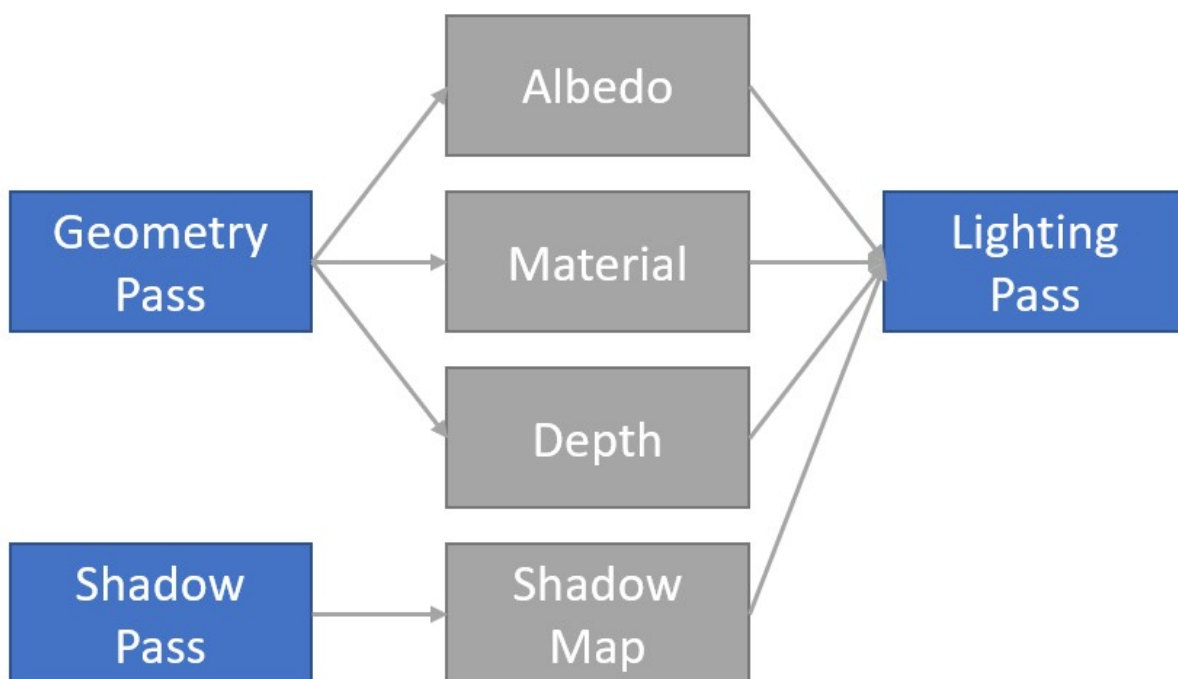 Albedo
Geometry
Pass
Material
Lighting
Pass
Depth
Shadow
Pass
Shadow
Map